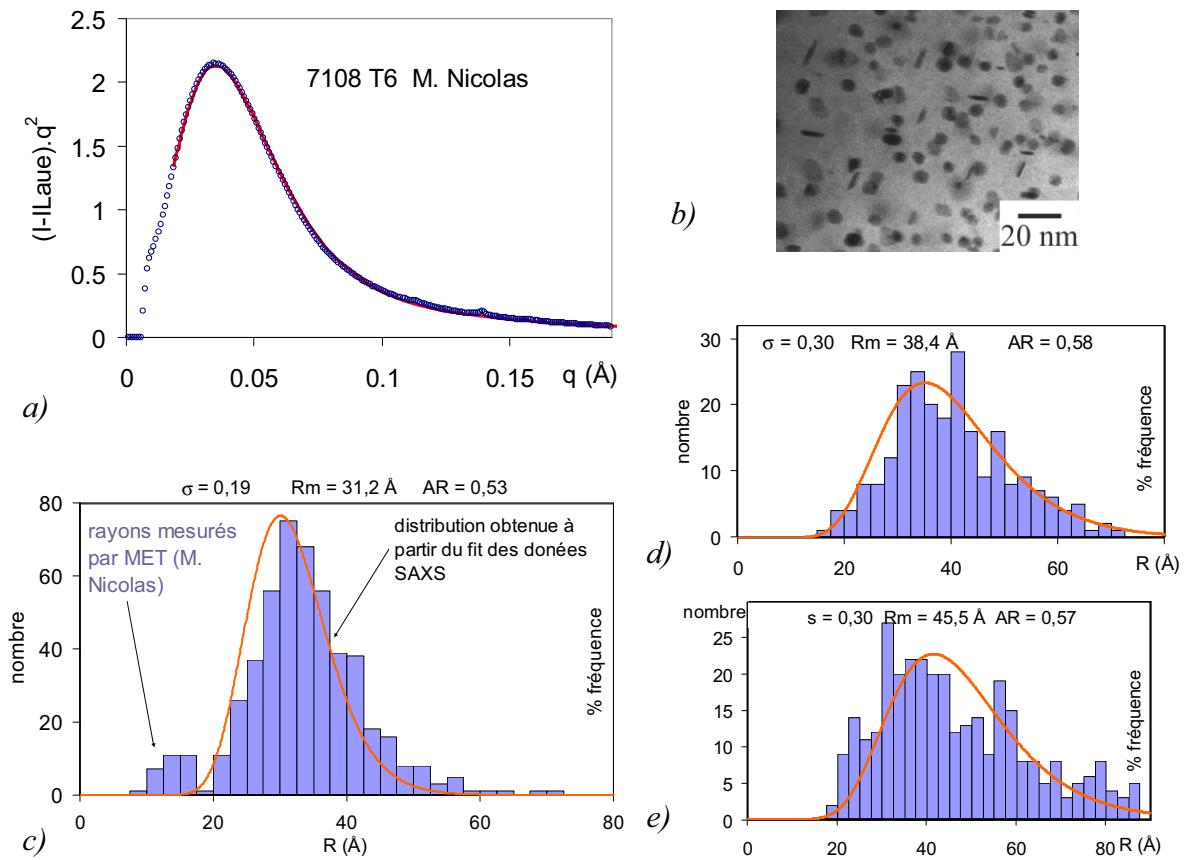 (I-ILaue).q²
2.5
2
1.5
1
0.5
0
7108 T6 M. Nicolas
0 0.05 0.1 0.15 q (Å)
a)
b)
20 nm
σ = 0,19 Rm = 31,2 Å AR = 0,53
nombre
80
60
40
20
0
rayons mesurés
par MET (M.
Nicolas)
distribution obtenue à
partir du fit des donées
SAXS
% fréquence
0 20 40 60 80
R (Å)
c)
σ = 0,30 Rm = 38,4 Å AR = 0,58
nombre
30
20
10
0
% fréquence
0 20 40 60 R (Å)
d)
nombre
s = 0,30 Rm = 45,5 Å AR = 0,57
25
20
15
10
5
0
% fréquence
0 20 40 60 80 R (Å)
e)